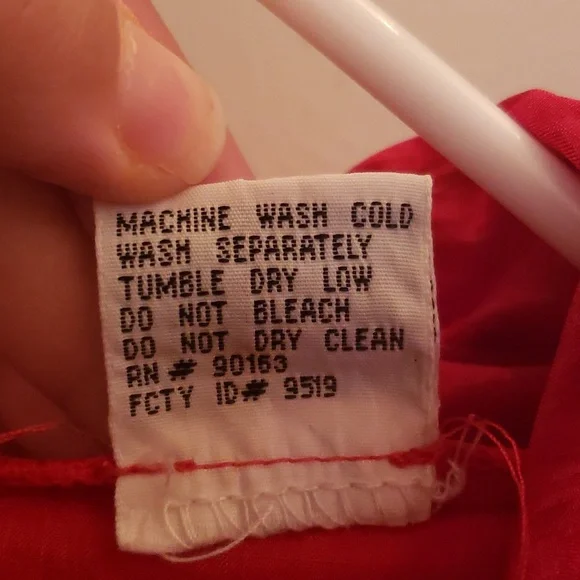 MACHINE WASH COLD
WASH SEPARATELY
TUMBLE DRY LOW
DO NOT BLEACH
DO NOT DRY CLEAN
RN # 90163
FCTY ID# 9519